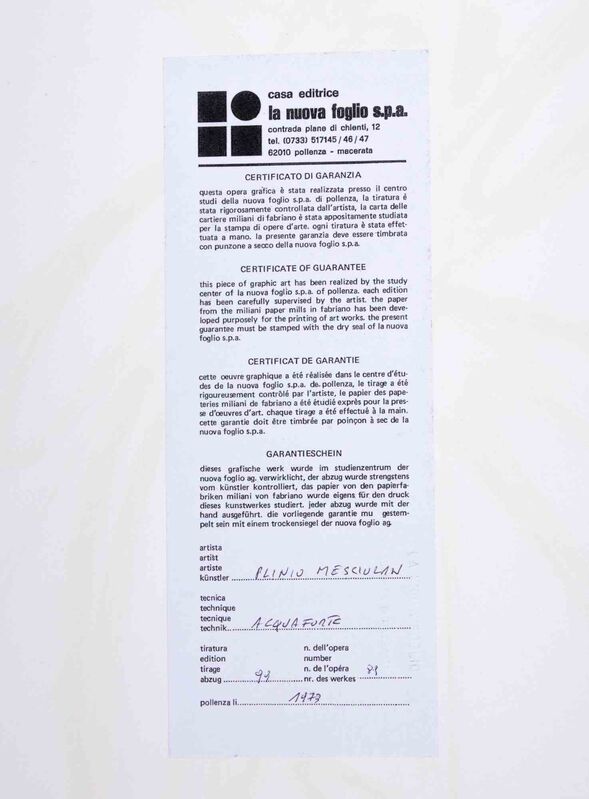 casa editrice
la nuova foglio s.p.a.
contrada piane di chienti, 12
tel. (0733) 517145/46/47
62010 pollenza - macerata
CERTIFICATO DI GARANZIA
questa opera grafica è stata realizzata presso il centro
studi della nuova foglio s.p.a. di pollenza, la tiratura è
stata rigorosamente controllata dall'artista, la carta delle
cartiere miliani di fabriano è stata appositamente studiata
per la stampa di opere d'arte. ogni tiratura è stata effet-
tuata a mano. la presente garanzia deve essere timbrata
con punzone a secco della nuova foglio s.p.a.
CERTIFICATE OF GUARANTEE
this piece of graphic art has been realized by the study
center of la nuova foglio s.p.a. of pollenza. each edition
has been carefully supervised by the artist. the paper
from the miliani paper mills in fabriano has been deve-
loped purposely for the printing of art works. the present
guarantee must be stamped with the dry seal of la nuova
foglio s.p.a.
CERTIFICAT DE GARANTIE
cette oeuvre graphique a été réalisée dans le centre d'étu-
des de la nuova foglio s.p.a. de pollenza, le tirage a été
rigoureusement contrôlé par l'artiste, le papier des pape-
teries miliani de fabriano a été étudié exprès pour la pres-
se d'oeuvres d'art. chaque tirage a été effectué à la main.
cette garantie doit être timbrée par poinçon à sec de la
nuova foglio s.p.a.
GARANTIESCHEIN
dieses grafische werk wurde im studienzentrum der
nuova foglio ag. verwirklicht, der abzug wurde strengstens
vom künstler kontrolliert, das papier von den papierfa-
briken miliani von fabriano wurde eigens für den druck
dieses kunstwerkes studiert. jeder abzug wurde mit der
hand ausgeführt. die vorliegende garantie mu gestem-
pelt sein mit einem trockensiegel der nuova foglio ag.
artista
artist
artiste
künstler PLINIO MESCIULAM
tecnica
technique
tecnique
technik ACQUAFORTE
tiratura n. dell'opera
edition number
tirage n. de l'opéra
abzug 99 nr. des werkes
pollenza li 1973